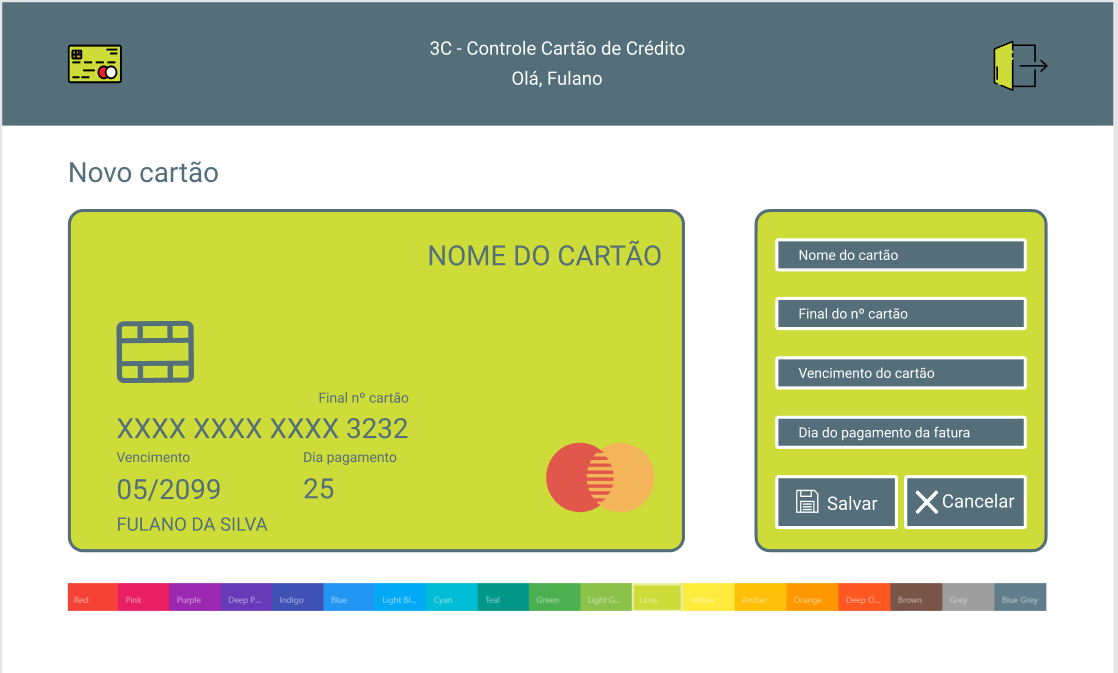 3C - Controle Cartão de Crédito
Olá, Fulano
Novo cartão
NOME DO CARTÃO
Final nº cartão
XXXX XXXX XXXX 3232
Vencimento
Dia pagamento
05/2099
25
FULANO DA SILVA
Nome do cartão
Final do nº cartão
Vencimento do cartão
Dia do pagamento da fatura
Salvar
Cancelar
Red Pink Purple Deep P... Indigo Blue Light Bl... Cyan Teal Green Light G... Lime Yellow Amber Orange Deep O... Brown Grey Blue Grey